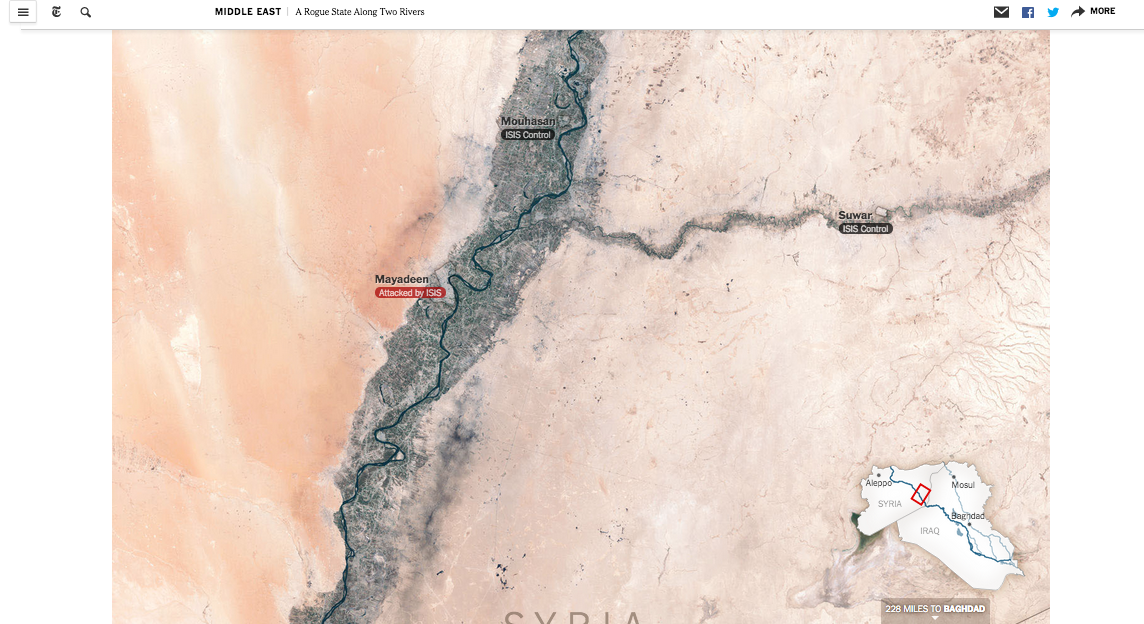 MIDDLE EAST | A Rogue State Along Two Rivers
MORE
Mouhasan
ISIS Control
Suwar
ISIS Control
Mayadeen
Attacked by ISIS
Aleppo
Mosul
SYRIA
Baghdad
IRAQ
228 MILES TO BAGHDAD
SYRIA